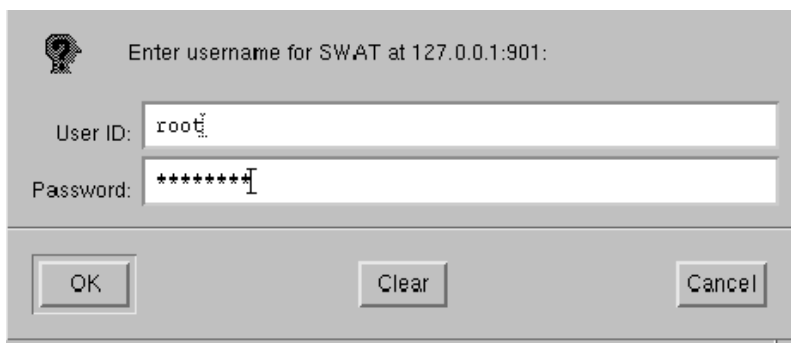 Enter username for SWAT at 127.0.0.1:901:
User ID: root
Password: ********
OK Clear Cancel